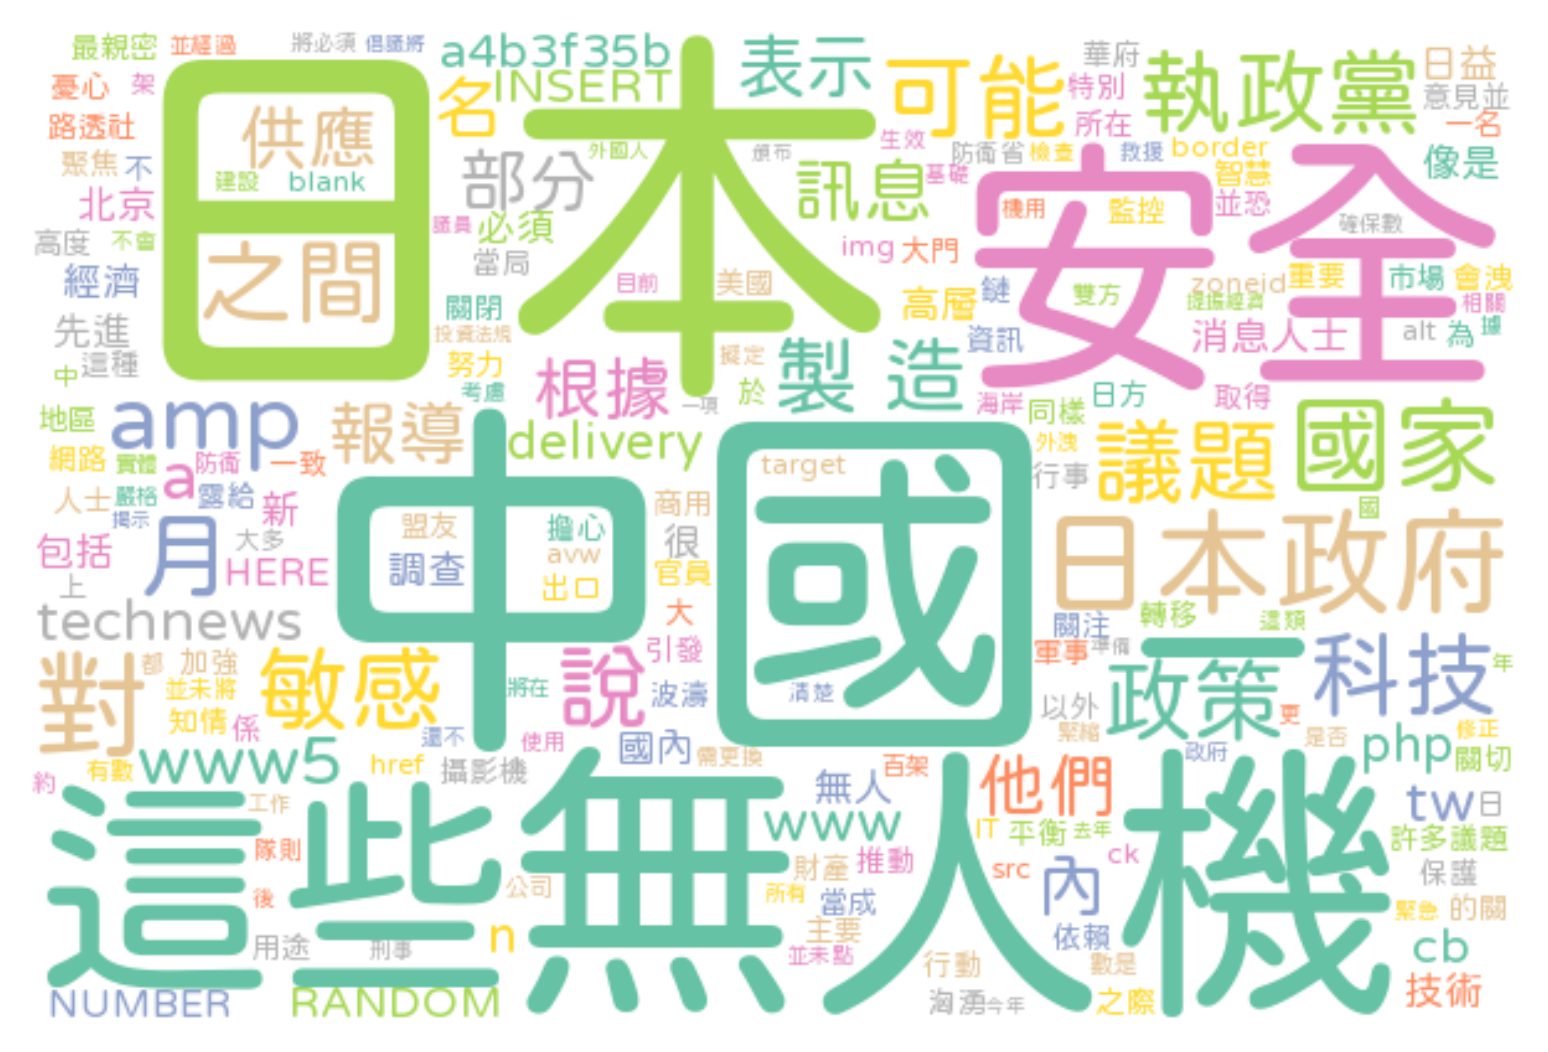 最親密 並經過 將必須 倡議將 a4b3f35b 表示 可能 華府 執政黨 日益
憂心 架 日本 名 INSERT 特別 意見並
路透社 供應 外國人 頒布 生效 所在 一名
聚焦 不 建設 blank 部分 訊息 基礎 防衛省 檢查 救援 border 智慧 像是
北京 議員 必須 安全 機用 監控 並恐 確保數
高度 不會 之間 當局 img 大門
經濟 目前 美國 高層 鏈 雙方 zoneid 重要 市場 會洩
先進 關閉 投資法規 資訊 提振經濟 消息人士 alt 為 據 相關
中 這種 努力 擬定 製造
地區 amp 報導 考慮 根據 一項 於 海岸 同樣 日方 取得 國家
網路 實體 a 防衛 一致 delivery target 外洩 行事 議題
人士 嚴格 露給 新 中國 商用 國
揭示 月 大多 盟友 擔心 很 日本政府
包括 上 HERE 調查 avw 出口 官員
technews 大 關注 轉移 這類
對 都 加強 敏感 將在 說 引發 波濤 清楚 軍事 準備 政策 一 科技 年
並未將 知情 係 還不 使用 國內 需更換 以外 緊縮 更 是否 修正
約 有數 www5 href 攝影機 無人 百架 他們 政府 php 關切
這些無人機 工作 www IT 平衡 去年 tw 日
隊則 財產 推動 src ck 許多議題
後 公司 所有 當成 內 保護
用途 刑事 n 主要 並未點 依賴 緊急 的關
行動 數是 cb
NUMBER RANDOM 洶湧 今年 之際 技術